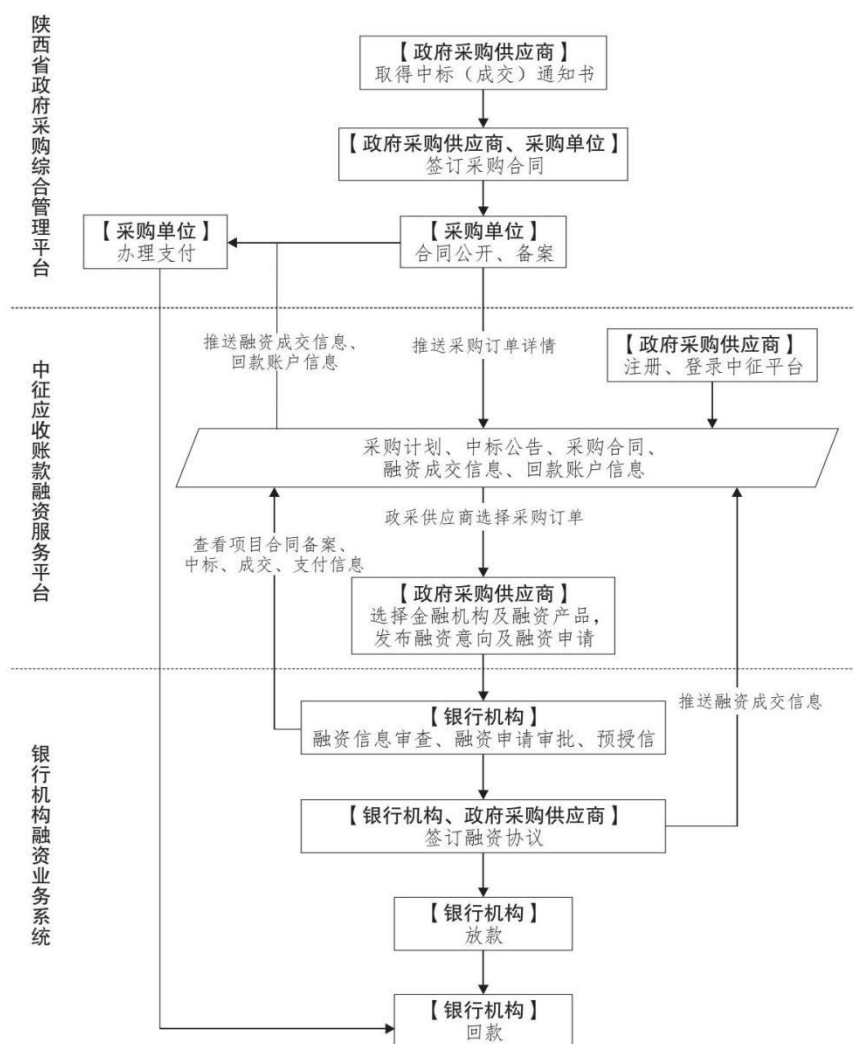 陕西省政府采购综合管理平台
【政府采购供应商】
取得中标（成交）通知书
【政府采购供应商、采购单位】
签订采购合同
【采购单位】
办理支付
【采购单位】
合同公开、备案
中征应收账款融资服务平台
推送融资成交信息、
回款账户信息
推送采购订单详情
【政府采购供应商】
注册、登录中征平台
采购计划、中标公告、采购合同、
融资成交信息、回款账户信息
政采供应商选择采购订单
查看项目合同备案、
中标、成交、支付信息
【政府采购供应商】
选择金融机构及融资产品，
发布融资意向及融资申请
银行机构融资业务系统
【银行机构】
融资信息审查、融资申请审批、预授信
推送融资成交信息
【银行机构、政府采购供应商】
签订融资协议
【银行机构】
放款
【银行机构】
回款